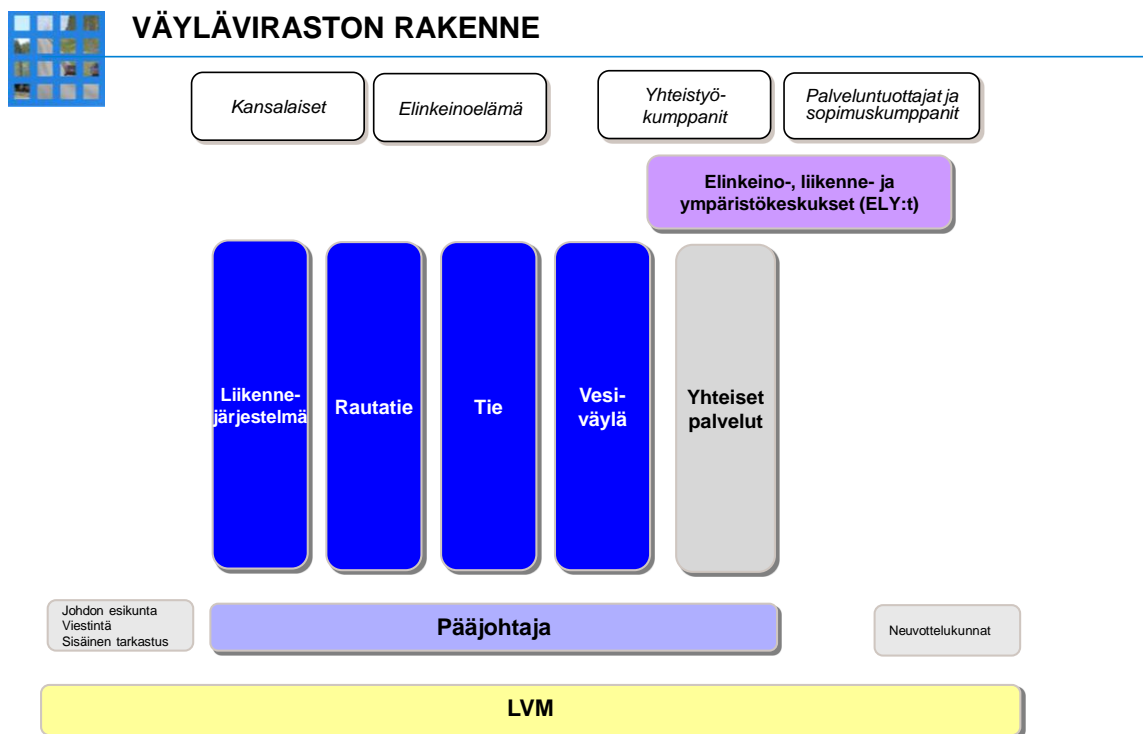 VÄYLÄVIRASTON RAKENNE
Kansalaiset
Elinkeinoelämä
Yhteistyö-
kumppanit
Palveluntuottajat ja
sopimuskumppanit
Elinkeino-, liikenne- ja
ympäristökeskukset (ELY:t)
Liikenne-
järjestelmä
Rautatie
Tie
Vesi-
väylä
Yhteiset
palvelut
Johdon esikunta
Viestintä
Sisäinen tarkastus
Pääjohtaja
Neuvottelukunnat
LVM